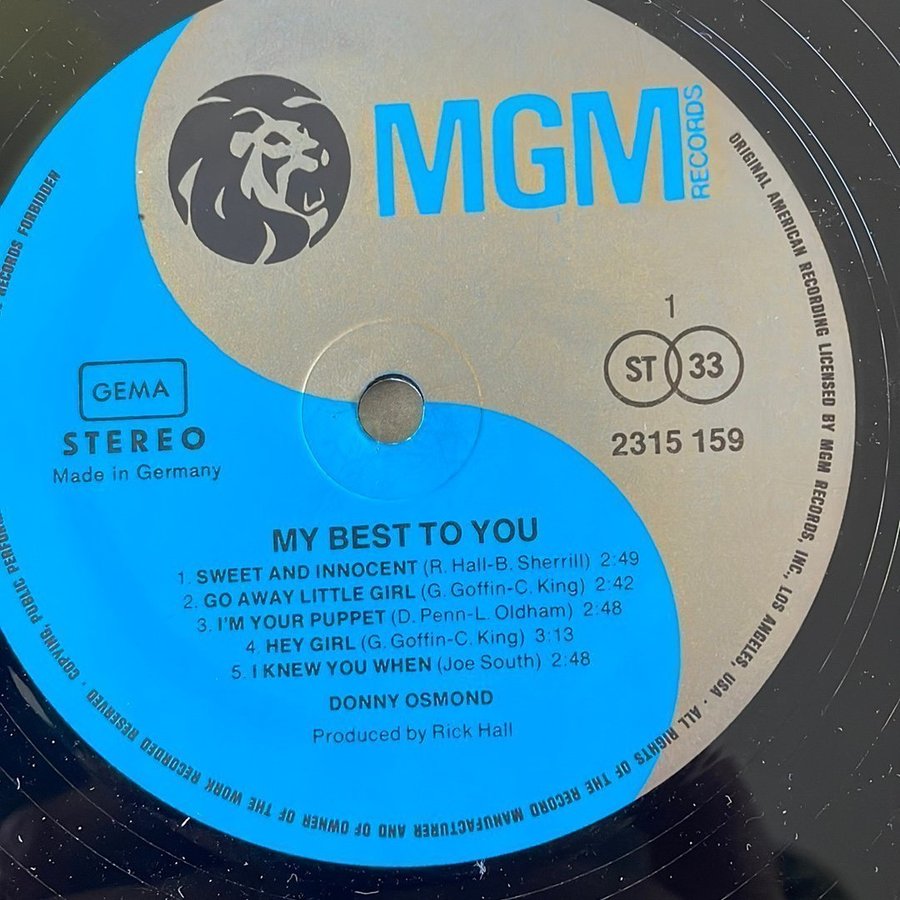 MGM
RECORDS
1
ST 33
2315 159
GEMA
STEREO
Made in Germany
MY BEST TO YOU
1. SWEET AND INNOCENT (R. Hall-B. Sherrill) 2:49
2. GO AWAY LITTLE GIRL (G. Goffin-C. King) 2:42
3. I'M YOUR PUPPET (D. Penn-L. Oldham) 2:48
4. HEY GIRL (G. Goffin-C. King) 3:13
5. I KNEW YOU WHEN (Joe South) 2:48
DONNY OSMOND
Produced by Rick Hall
ORIGINAL AMERICAN RECORDING LICENSED BY MGM RECORDS, INC., LOS ANGELES, USA · ALL RIGHTS OF THE RECORD MANUFACTURER AND OF OWNER OF THE WORK RECORDED RESERVED · COPYING, PUBLIC RECORDS FORBIDDEN